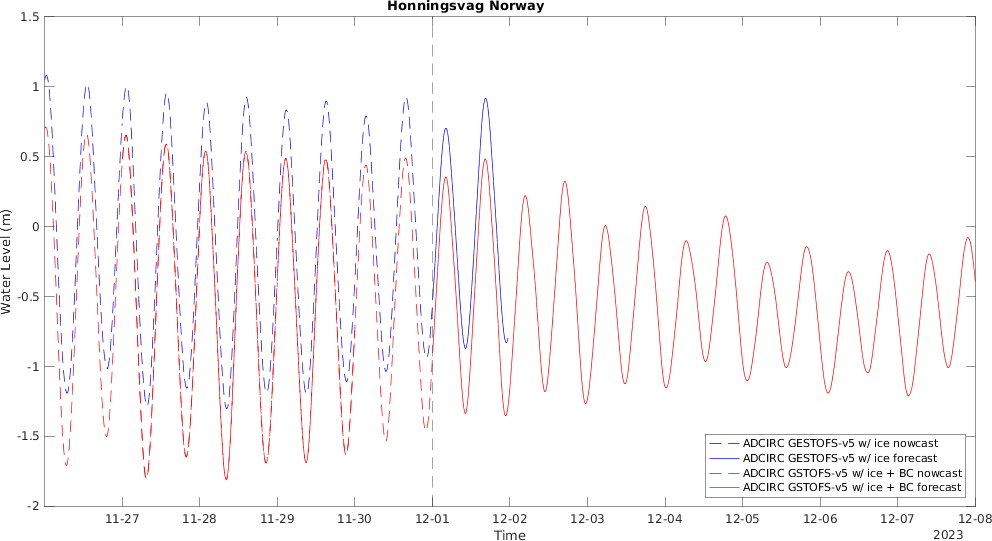 Honningsvag Norway
1.5
1
0.5
0
-0.5
-1
-1.5
-2
Water Level (m)
11-27 11-28 11-29 11-30 12-01 12-02 12-03 12-04 12-05 12-06 12-07 12-08
Time
2023
ADCIRC GESTOFS-v5 w/ ice nowcast
ADCIRC GESTOFS-v5 w/ ice forecast
ADCIRC GSTOFS-v5 w/ ice + BC nowcast
ADCIRC GSTOFS-v5 w/ ice + BC forecast